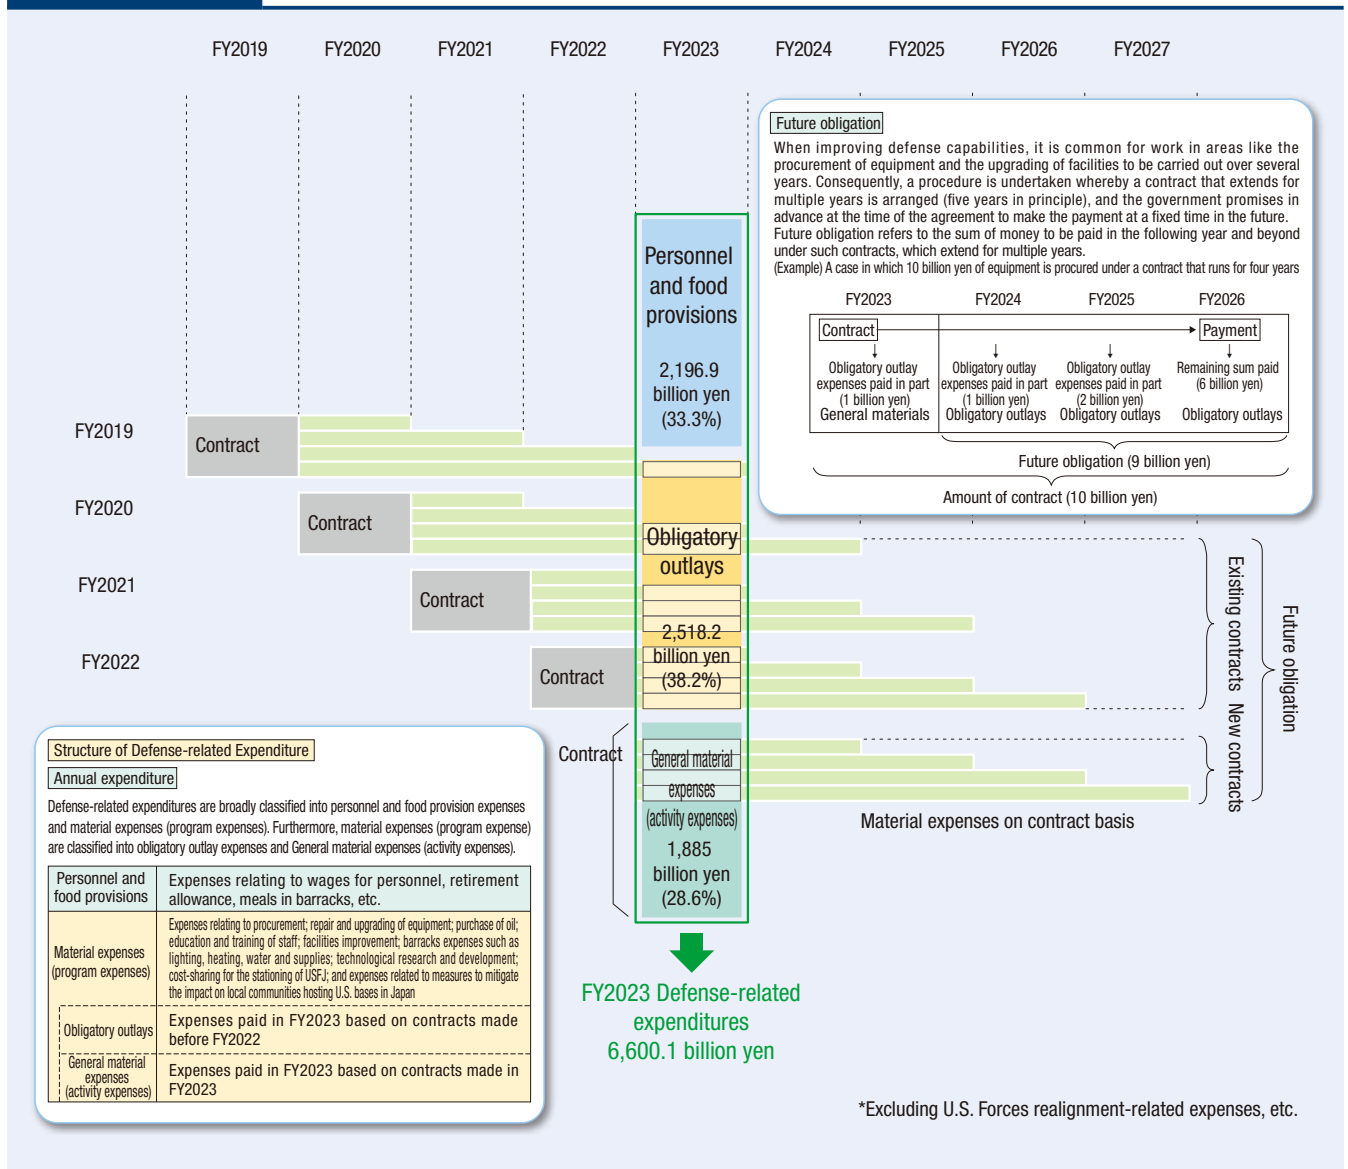 FY2019 FY2020 FY2021 FY2022 FY2023 FY2024 FY2025 FY2026 FY2027
Future obligation
When improving defense capabilities, it is common for work in areas like the
procurement of equipment and the upgrading of facilities to be carried out over several
years. Consequently, a procedure is undertaken whereby a contract that extends for
multiple years is arranged (five years in principle), and the government promises in
advance at the time of the agreement to make the payment at a fixed time in the future.
Future obligation refers to the sum of money to be paid in the following year and beyond
under such contracts, which extend for multiple years.
(Example) A case in which 10 billion yen of equipment is procured under a contract that runs for four years
FY2023 FY2024 FY2025 FY2026
Contract Payment
Obligatory outlay
expenses paid in part
(1 billion yen)
General materials
Obligatory outlay
expenses paid in part
(1 billion yen)
Obligatory outlays
Obligatory outlay
expenses paid in part
(2 billion yen)
Obligatory outlays
Remaining sum paid
(6 billion yen)
Obligatory outlays
Future obligation (9 billion yen)
Amount of contract (10 billion yen)
Personnel
and food
provisions
2,196.9
billion yen
(33.3%)
FY2019
Contract
FY2020
Contract
Obligatory
outlays
FY2021
Contract
2,518.2
billion yen
(38.2%)
FY2022
Contract
Existing contracts
New contracts
Future obligation
Contract
General material
expenses
(activity expenses)
1,885
billion yen
(28.6%)
Material expenses on contract basis
Structure of Defense-related Expenditure
Annual expenditure
Defense-related expenditures are broadly classified into personnel and food provision expenses
and material expenses (program expenses). Furthermore, material expenses (program expense)
are classified into obligatory outlay expenses and General material expenses (activity expenses).
Personnel and
food provisions
Expenses relating to wages for personnel, retirement
allowance, meals in barracks, etc.
Material expenses
(program expenses)
Expenses relating to procurement; repair and upgrading of equipment; purchase of oil;
education and training of staff; facilities improvement; barracks expenses such as
lighting, heating, water and supplies; technological research and development;
cost-sharing for the stationing of USFJ; and expenses related to measures to mitigate
the impact on local communities hosting U.S. bases in Japan
Obligatory outlays
Expenses paid in FY2023 based on contracts made
before FY2022
General material
expenses
(activity expenses)
Expenses paid in FY2023 based on contracts made in
FY2023
FY2023 Defense-related
expenditures
6,600.1 billion yen
*Excluding U.S. Forces realignment-related expenses, etc.